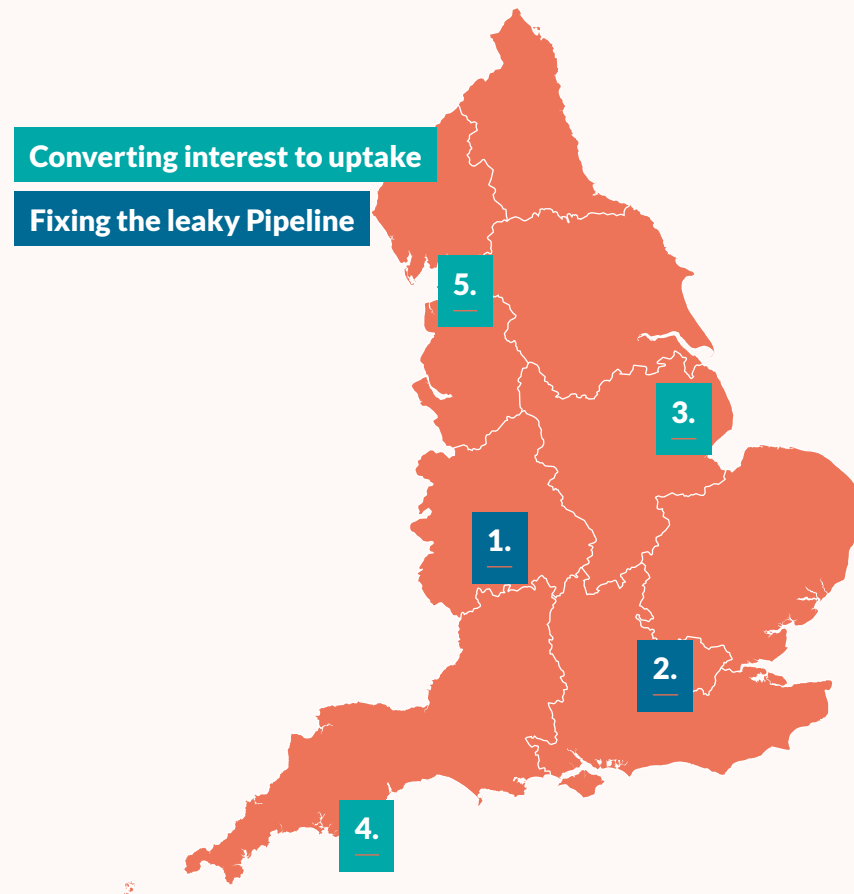 Converting interest to uptake
Fixing the leaky Pipeline
5.
3.
1.
2.
4.